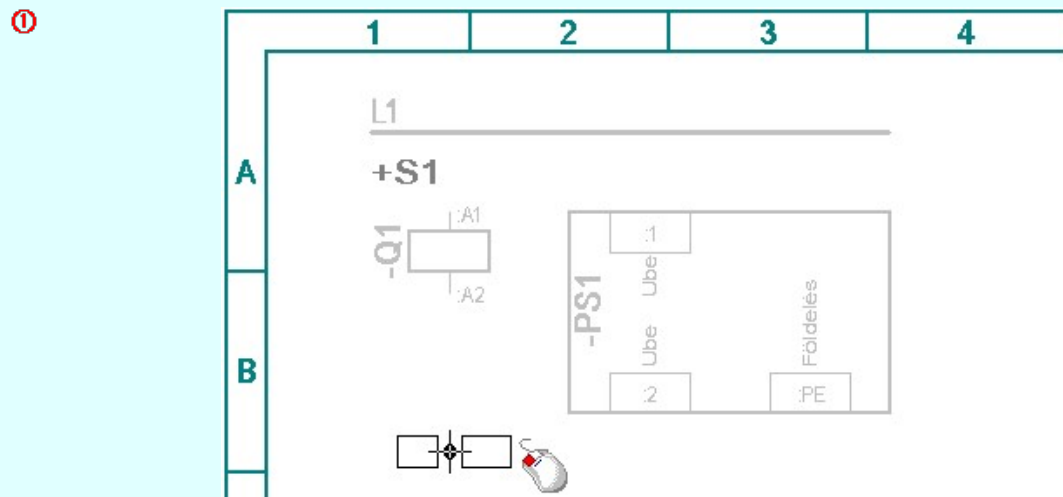 ①
1 2 3 4
L1
A
+S1
-Q1
:A1
:A2
-PS1
:1
Ube
Ube
:2
Földelés
:PE
B